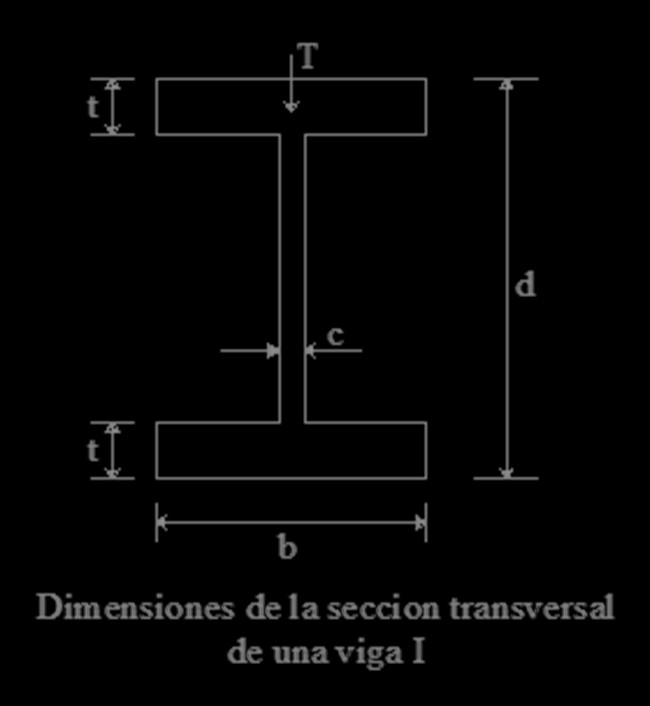 T
t
d
c
t
b
Dimensiones de la seccion transversal
de una viga I